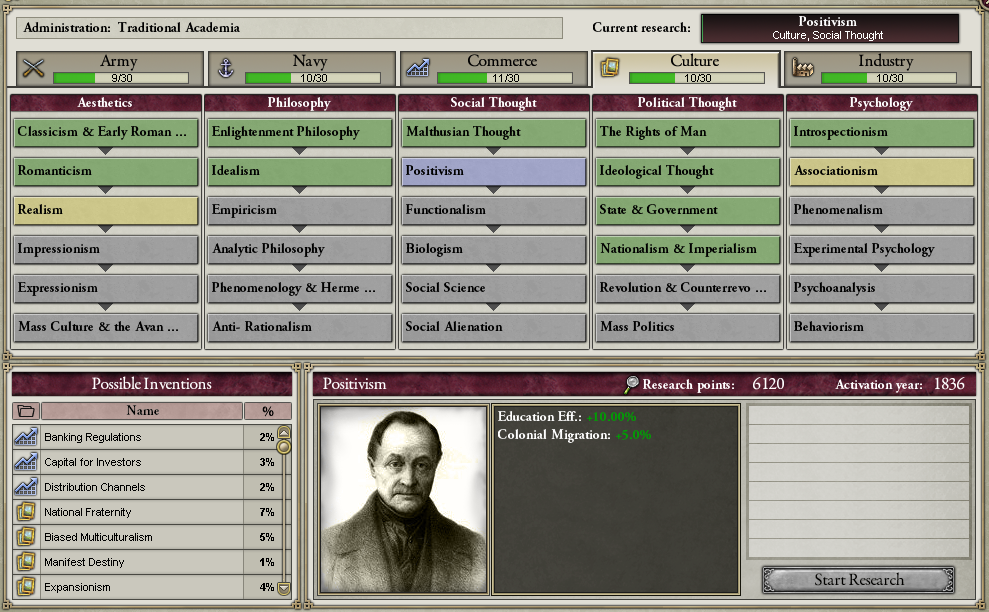 Administration: Traditional Academia
Current research:
Positivism
Culture, Social Thought
Army
9/30
Navy
10/30
Commerce
11/30
Culture
10/30
Industry
10/30
Aesthetics
Philosophy
Social Thought
Political Thought
Psychology
Classicism & Early Roman ...
Enlightenment Philosophy
Malthusian Thought
The Rights of Man
Introspectionism
Romanticism
Idealism
Positivism
Ideological Thought
Associationism
Realism
Empiricism
Functionalism
State & Government
Phenomenalism
Impressionism
Analytic Philosophy
Biologism
Nationalism & Imperialism
Experimental Psychology
Expressionism
Phenomenology & Herme ...
Social Science
Revolution & Counterrevo ...
Psychoanalysis
Mass Culture & the Avan ...
Anti- Rationalism
Social Alienation
Mass Politics
Behaviorism
Possible Inventions
Name %
Banking Regulations 2%
Capital for Investors 3%
Distribution Channels 2%
National Fraternity 7%
Biased Multiculturalism 5%
Manifest Destiny 1%
Expansionism 4%
Positivism
Research points: 6120
Activation year: 1836
Education Eff.: +10.00%
Colonial Migration: +5.0%
Start Research